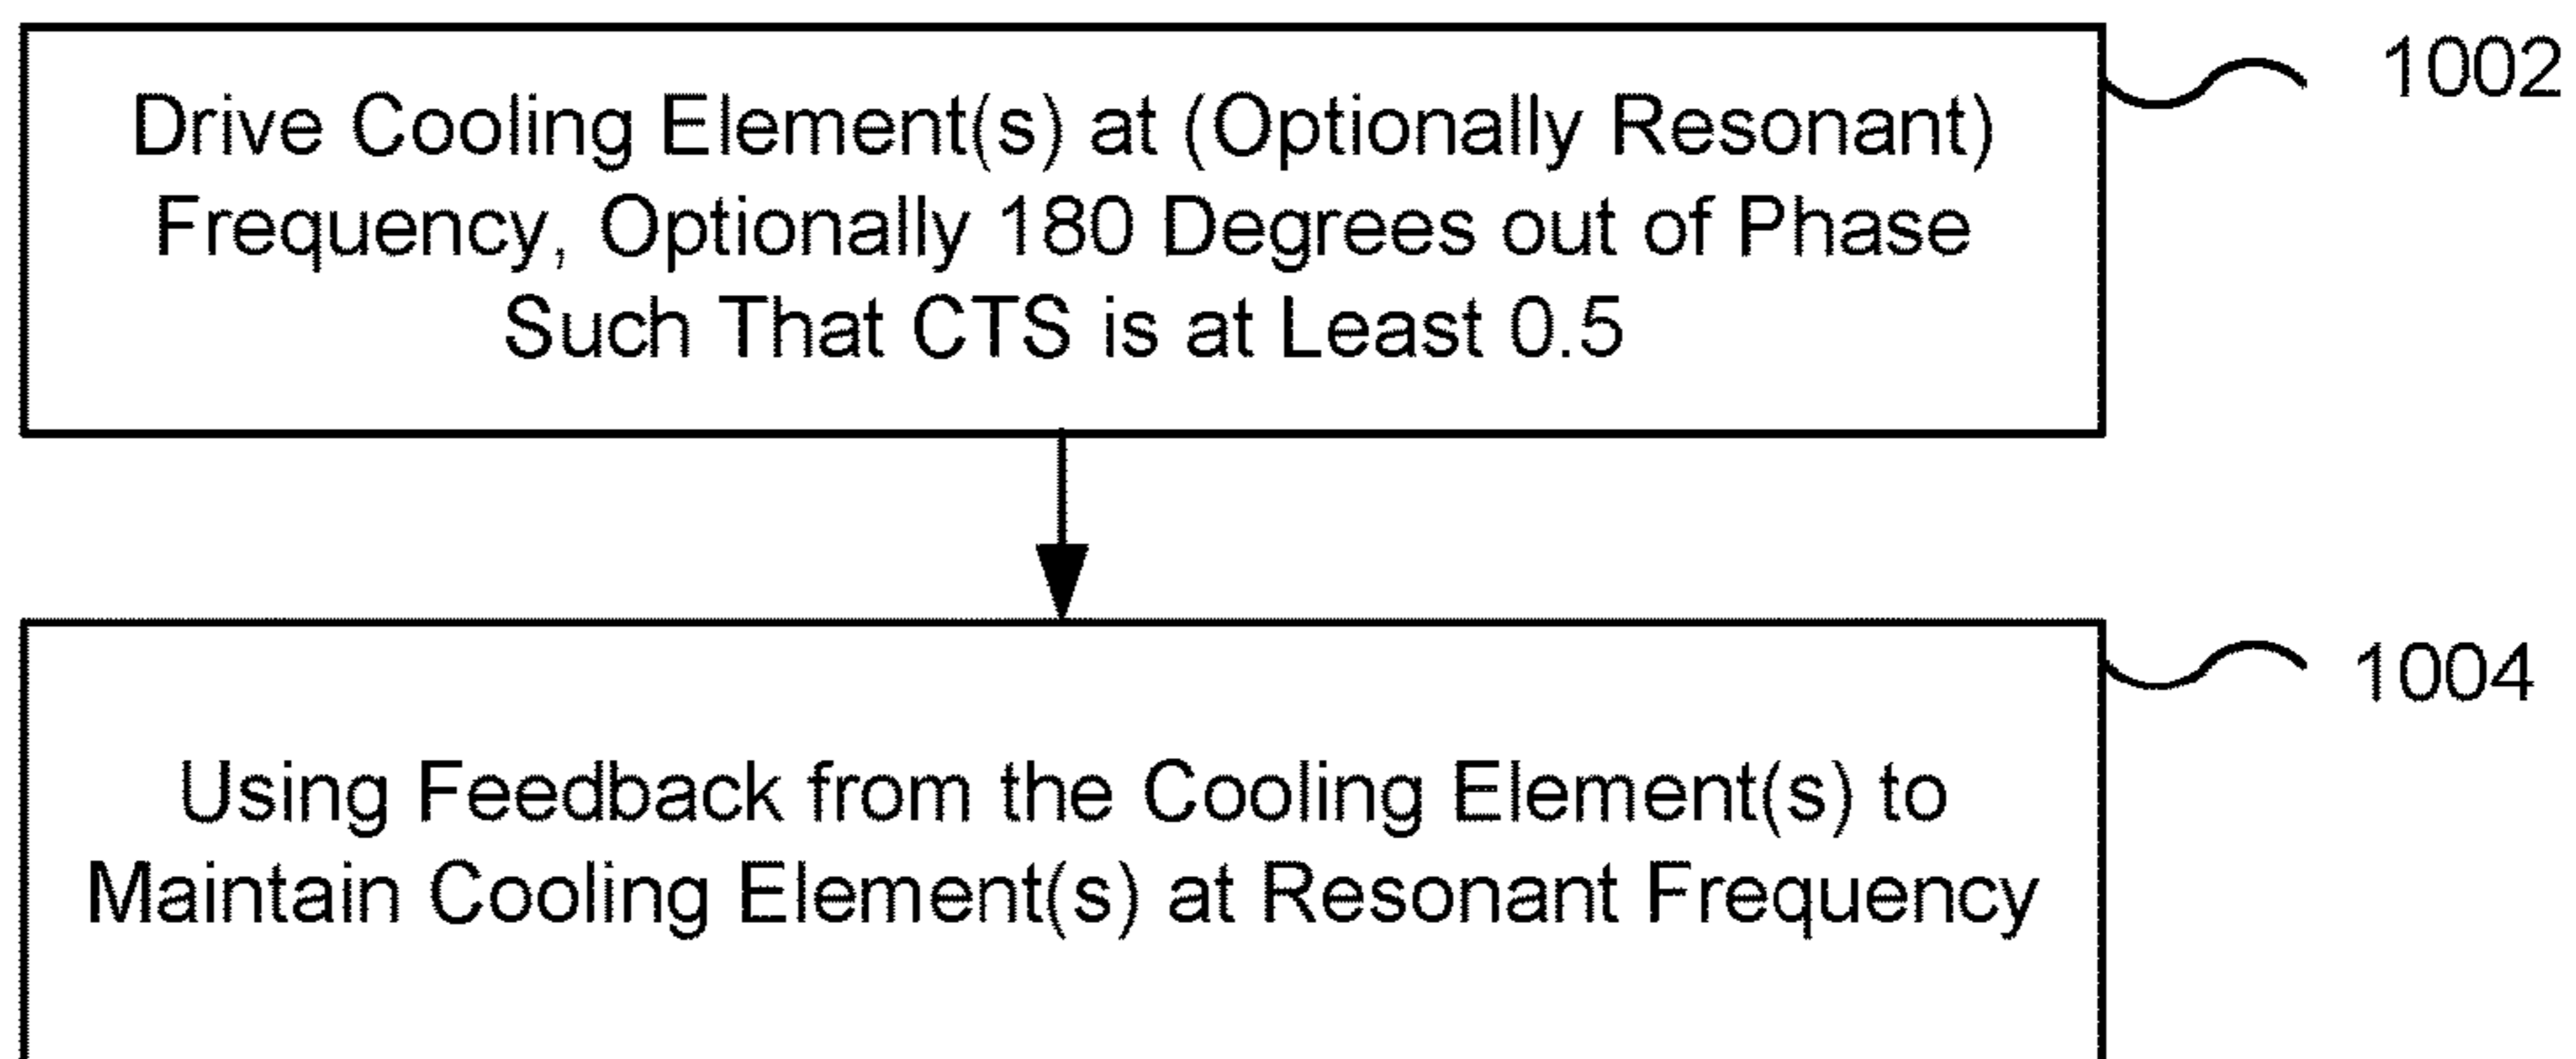 Drive Cooling Element(s) at (Optionally Resonant)
Frequency, Optionally 180 Degrees out of Phase
Such That CTS is at Least 0.5
1002
Using Feedback from the Cooling Element(s) to
Maintain Cooling Element(s) at Resonant Frequency
1004